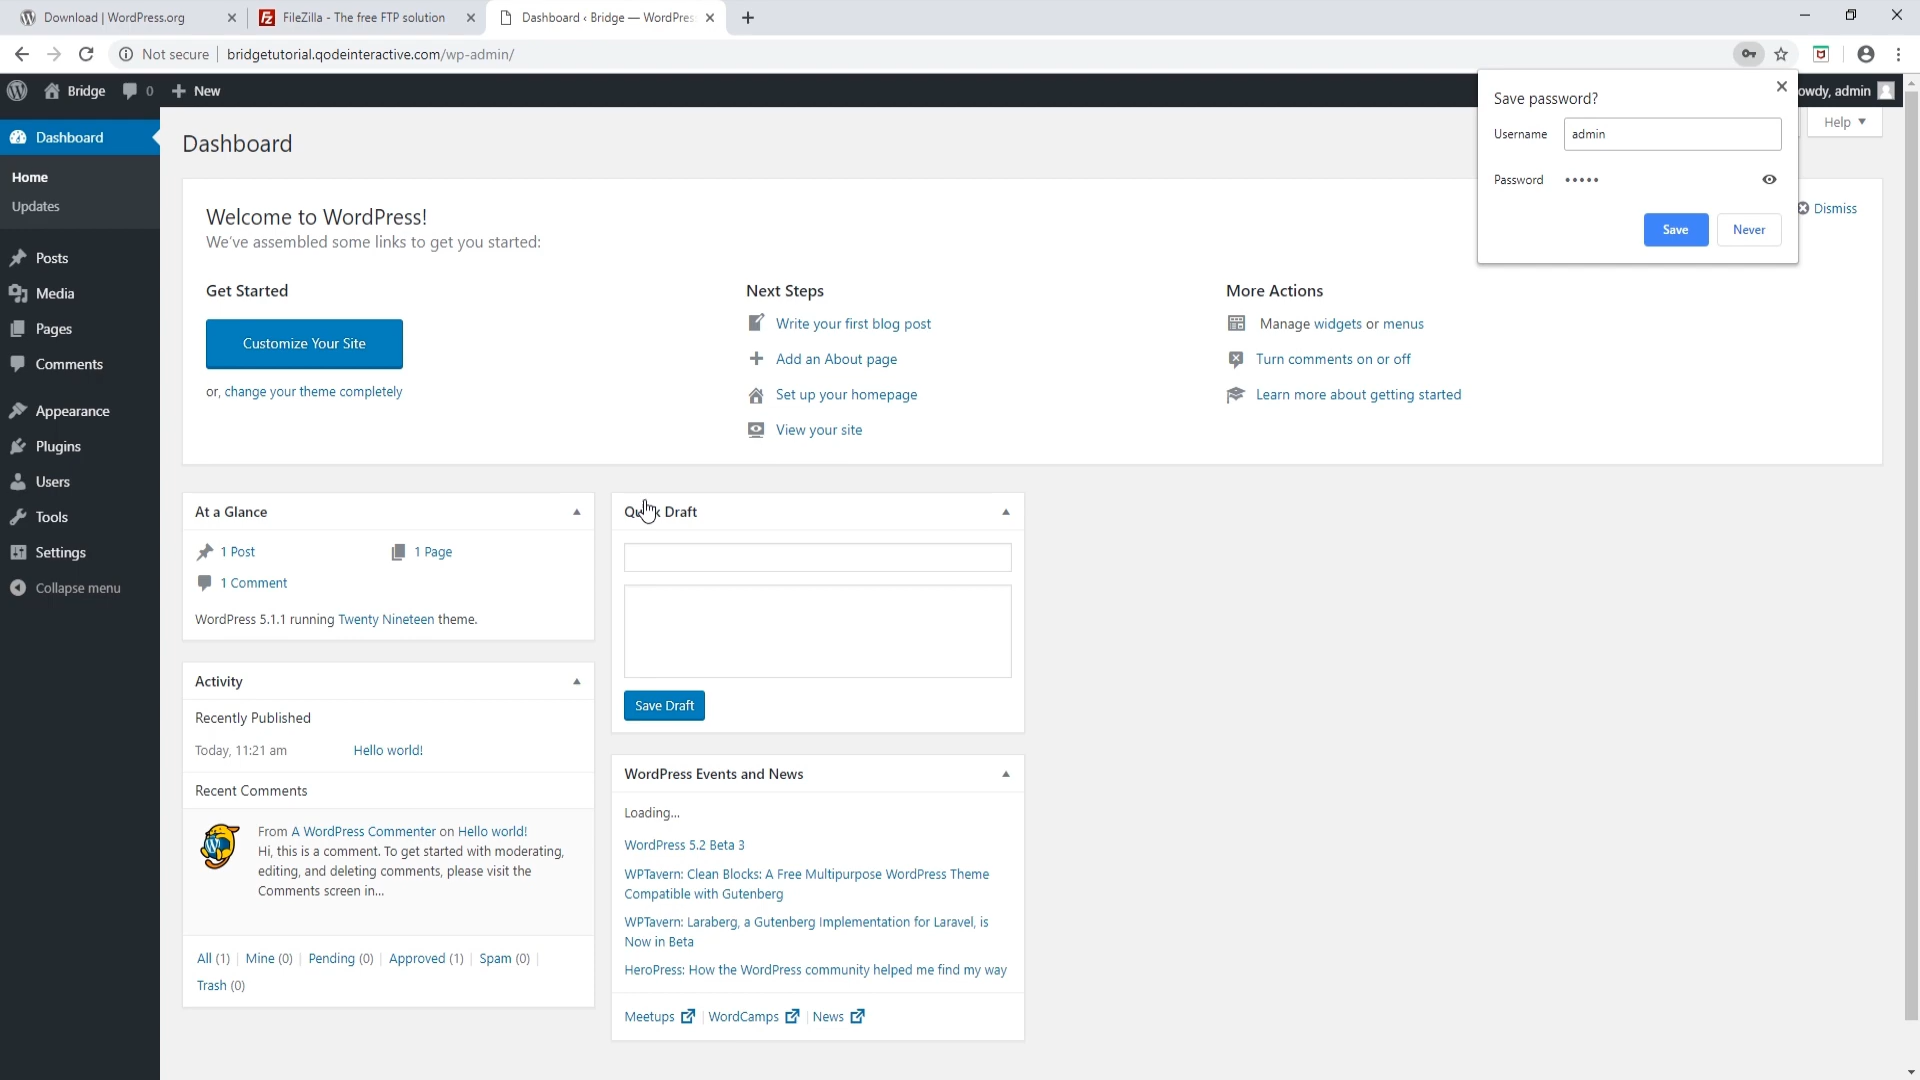 Download | WordPress.org
FileZilla - The free FTP solution
Dashboard ‹ Bridge — WordPres
Not secure
bridgetutorial.qodeinteractive.com/wp-admin/
Bridge
0
New
owdy, admin
Save password?
Username
admin
Password
Save
Never
Help
Dismiss
Dashboard
Home
Updates
Posts
Media
Pages
Comments
Appearance
Plugins
Users
Tools
Settings
Collapse menu
Dashboard
Welcome to WordPress!
We've assembled some links to get you started:
Get Started
Customize Your Site
or, change your theme completely
Next Steps
Write your first blog post
Add an About page
Set up your homepage
View your site
More Actions
Manage widgets or menus
Turn comments on or off
Learn more about getting started
At a Glance
1 Post
1 Page
1 Comment
WordPress 5.1.1 running Twenty Nineteen theme.
Activity
Recently Published
Today, 11:21 am
Hello world!
Recent Comments
From A WordPress Commenter on Hello world!
Hi, this is a comment. To get started with moderating,
editing, and deleting comments, please visit the
Comments screen in...
All (1) | Mine (0) | Pending (0) | Approved (1) | Spam (0) |
Trash (0)
Quick Draft
Save Draft
WordPress Events and News
Loading...
WordPress 5.2 Beta 3
WPTavern: Clean Blocks: A Free Multipurpose WordPress Theme
Compatible with Gutenberg
WPTavern: Laraberg, a Gutenberg Implementation for Laravel, is
Now in Beta
HeroPress: How the WordPress community helped me find my way
Meetups | WordCamps | News